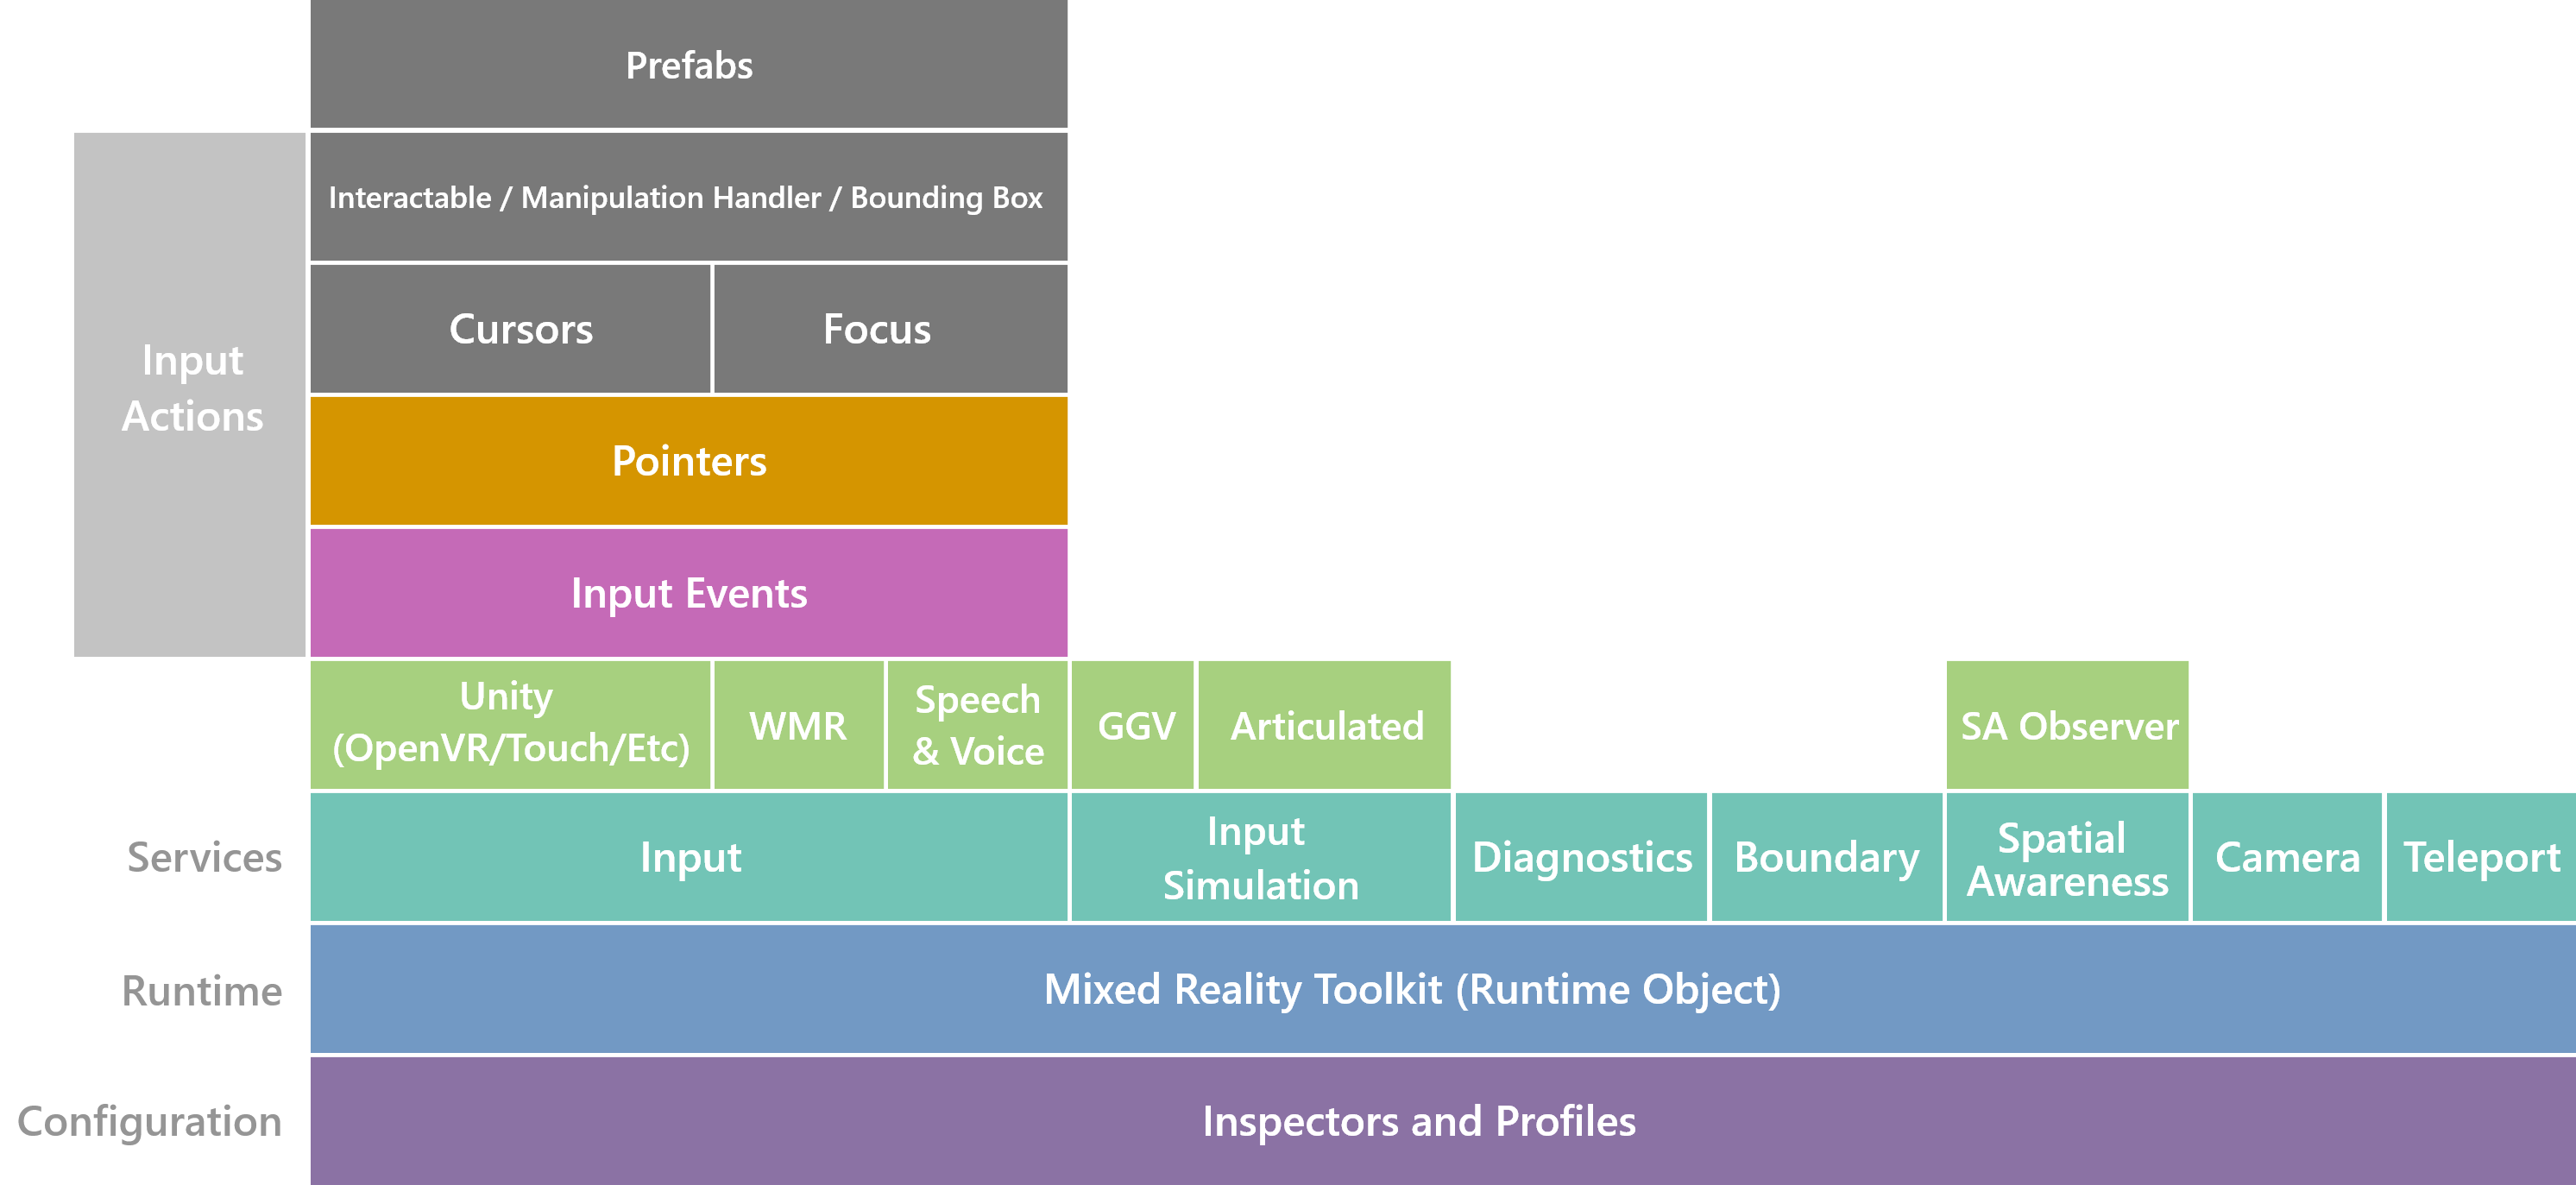 Prefabs
Interactable / Manipulation Handler / Bounding Box
Cursors
Focus
Input
Actions
Pointers
Input Events
Unity
(OpenVR/Touch/Etc)
WMR
Speech
& Voice
GGV
Articulated
SA Observer
Services
Input
Input
Simulation
Diagnostics
Boundary
Spatial
Awareness
Camera
Teleport
Runtime
Mixed Reality Toolkit (Runtime Object)
Configuration
Inspectors and Profiles